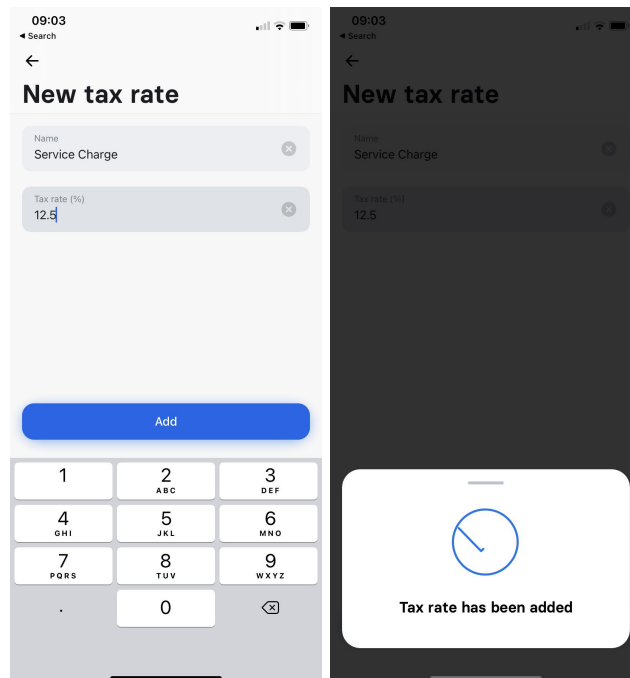 09:03
◀ Search
New tax rate
Name
Service Charge
Tax rate (%)
12.5
Add
1
2
ABC
3
DEF
4
GHI
5
JKL
6
MNO
7
PQRS
8
TUV
9
WXYZ
.
0
09:03
◀ Search
New tax rate
Name
Service Charge
Tax rate (%)
12.5
Tax rate has been added